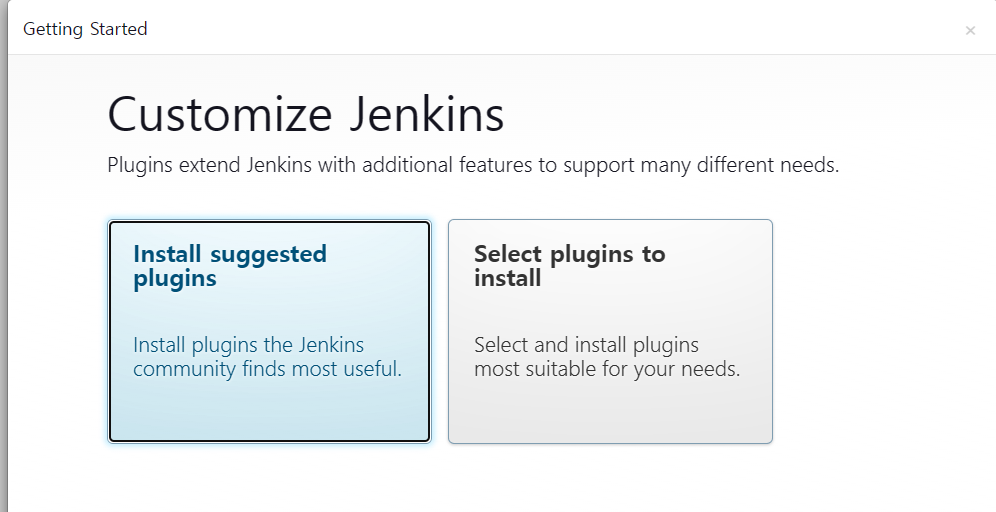 Getting Started
×
Customize Jenkins
Plugins extend Jenkins with additional features to support many different needs.
Install suggested
plugins
Install plugins the Jenkins
community finds most useful.
Select plugins to
install
Select and install plugins
most suitable for your needs.